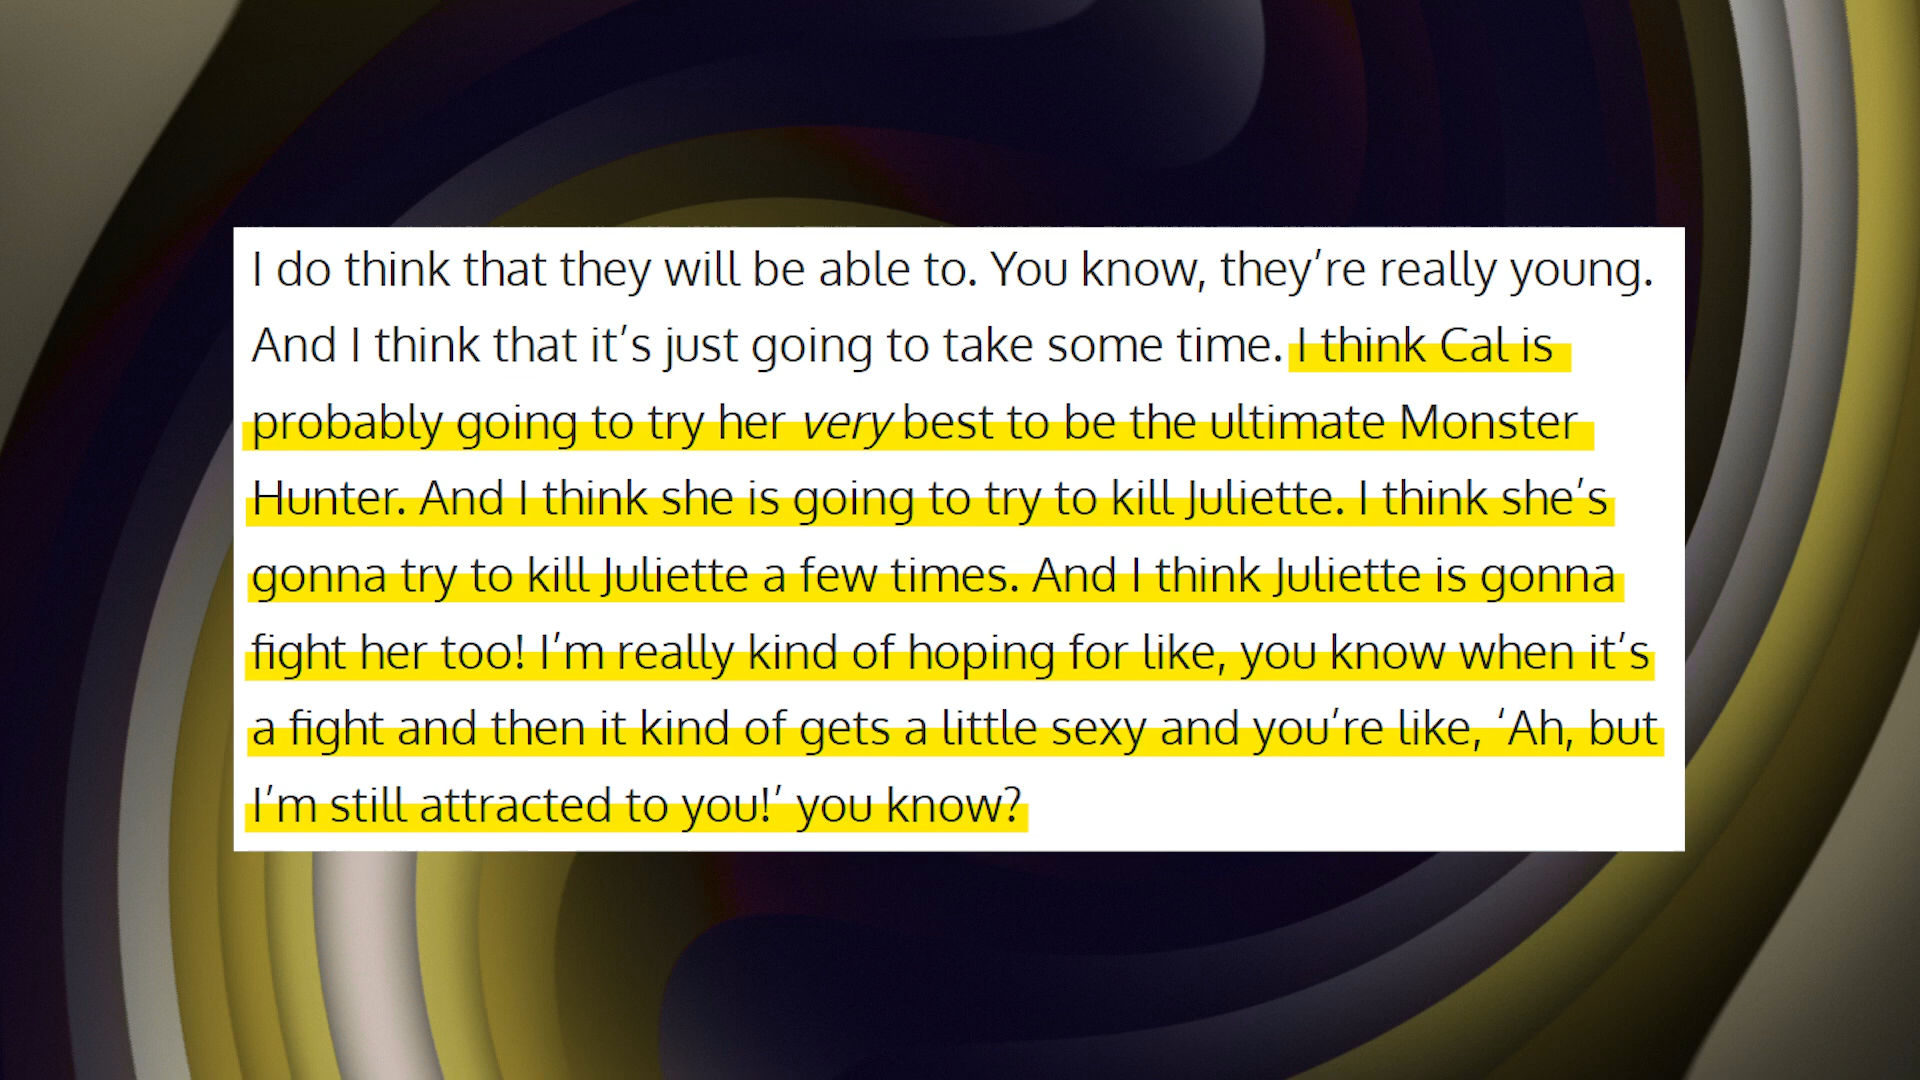 I do think that they will be able to. You know, they’re really young.
And I think that it’s just going to take some time. I think Cal is
probably going to try her very best to be the ultimate Monster
Hunter. And I think she is going to try to kill Juliette. I think she’s
gonna try to kill Juliette a few times. And I think Juliette is gonna
fight her too! I’m really kind of hoping for like, you know when it’s
a fight and then it kind of gets a little sexy and you’re like, ‘Ah, but
I’m still attracted to you!’ you know?